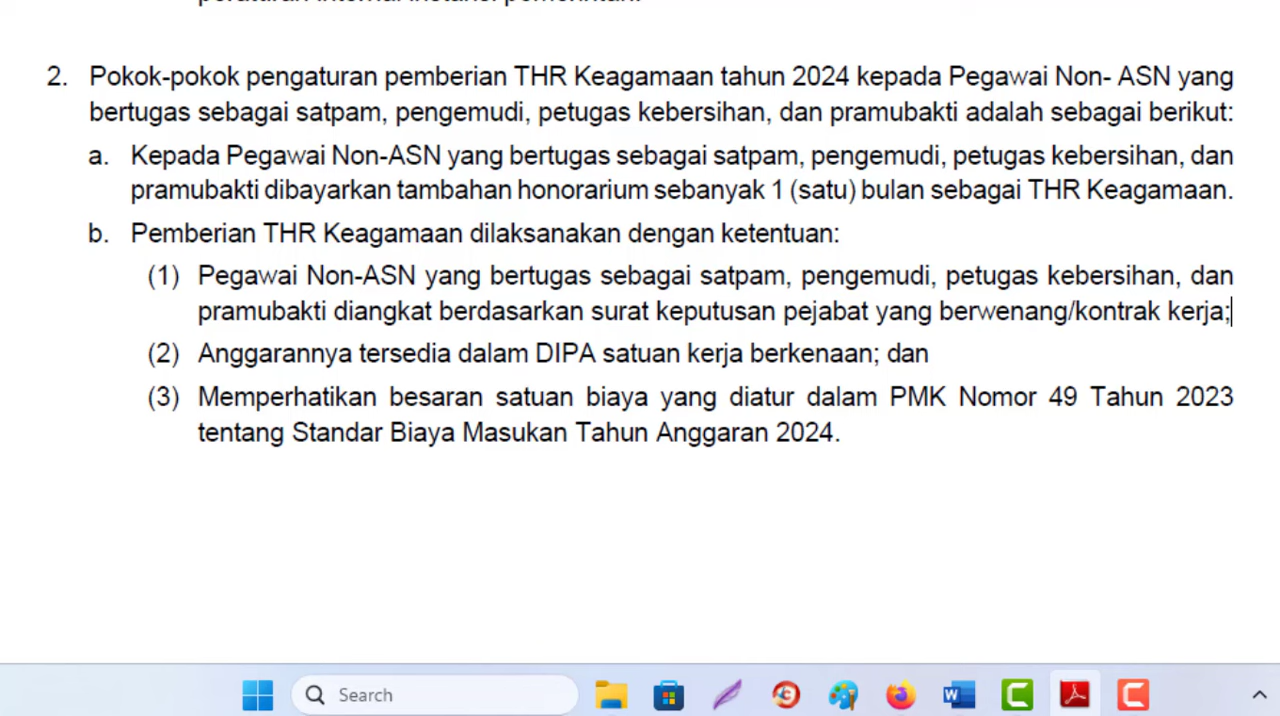 peraturan internal instansi pemerintah.
2. Pokok-pokok pengaturan pemberian THR Keagamaan tahun 2024 kepada Pegawai Non- ASN yang
bertugas sebagai satpam, pengemudi, petugas kebersihan, dan pramubakti adalah sebagai berikut:
a. Kepada Pegawai Non-ASN yang bertugas sebagai satpam, pengemudi, petugas kebersihan, dan
pramubakti dibayarkan tambahan honorarium sebanyak 1 (satu) bulan sebagai THR Keagamaan.
b. Pemberian THR Keagamaan dilaksanakan dengan ketentuan:
(1) Pegawai Non-ASN yang bertugas sebagai satpam, pengemudi, petugas kebersihan, dan
pramubakti diangkat berdasarkan surat keputusan pejabat yang berwenang/kontrak kerja;
(2) Anggarannya tersedia dalam DIPA satuan kerja berkenaan; dan
(3) Memperhatikan besaran satuan biaya yang diatur dalam PMK Nomor 49 Tahun 2023
tentang Standar Biaya Masukan Tahun Anggaran 2024.
Search